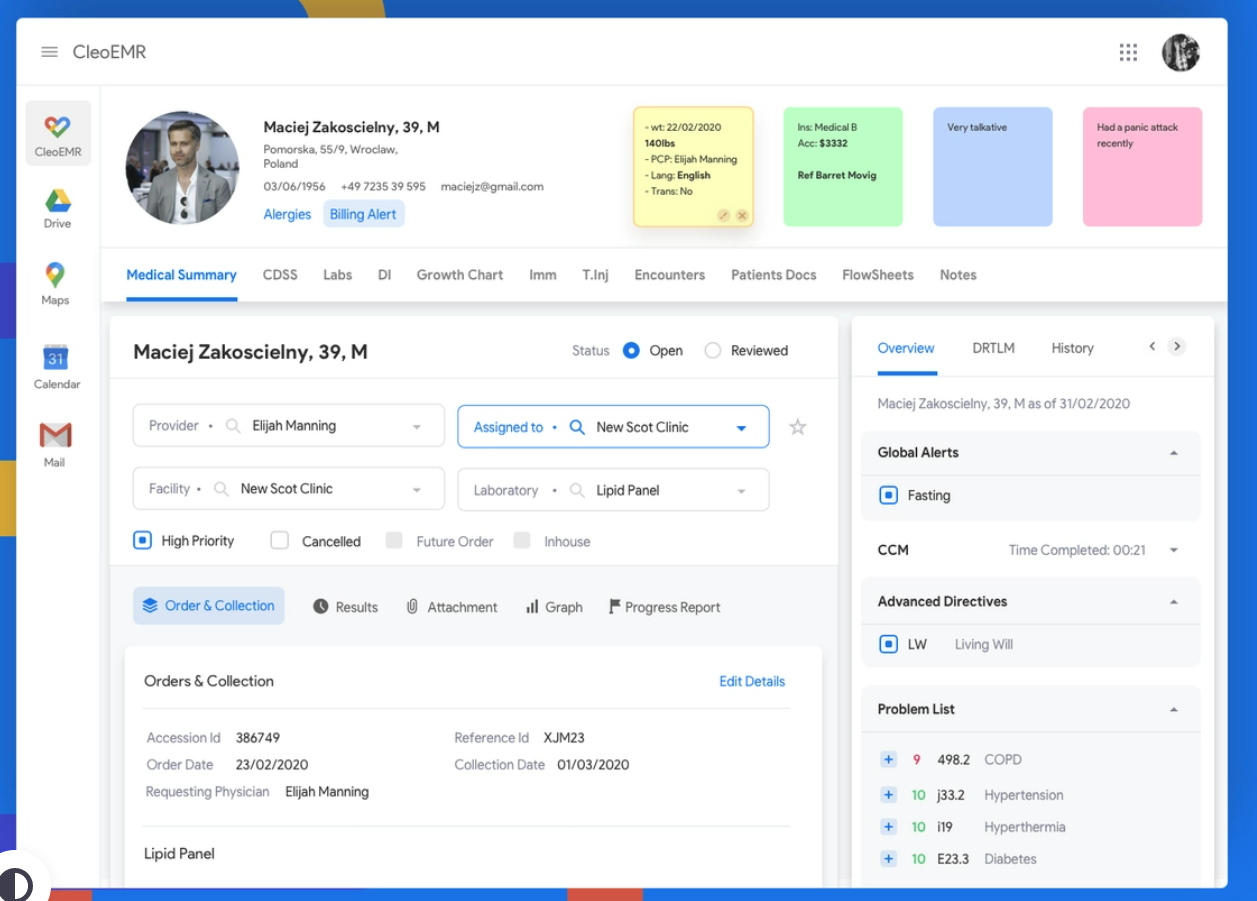 CleoEMR
CleoEMR
Drive
Maps
31
Calendar
Mail
Maciej Zakoscielny, 39, M
Pomorska, 55/9, Wroclaw,
Poland
03/06/1956 +49 7235 39 595 maciejz@gmail.com
Alergies Billing Alert
- wt: 22/02/2020
140lbs
- PCP: Elijah Manning
- Lang: English
- Trans: No
Ins: Medical B
Acc: $3332
Ref Barret Movig
Very talkative
Had a panic attack
recently
Medical Summary CDSS Labs DI Growth Chart Imm T.Inj Encounters Patients Docs FlowSheets Notes
Maciej Zakoscielny, 39, M
Status Open Reviewed
Provider • Elijah Manning
Assigned to • New Scot Clinic
Facility • New Scot Clinic
Laboratory • Lipid Panel
High Priority Cancelled Future Order Inhouse
Order & Collection Results Attachment Graph Progress Report
Orders & Collection Edit Details
Accession Id 386749 Reference Id XJM23
Order Date 23/02/2020 Collection Date 01/03/2020
Requesting Physician Elijah Manning
Lipid Panel
Overview DRTLM History
Maciej Zakoscielny, 39, M as of 31/02/2020
Global Alerts
Fasting
CCM Time Completed: 00:21
Advanced Directives
LW Living Will
Problem List
+ 9 498.2 COPD
+ 10 j33.2 Hypertension
+ 10 i19 Hyperthermia
+ 10 E23.3 Diabetes